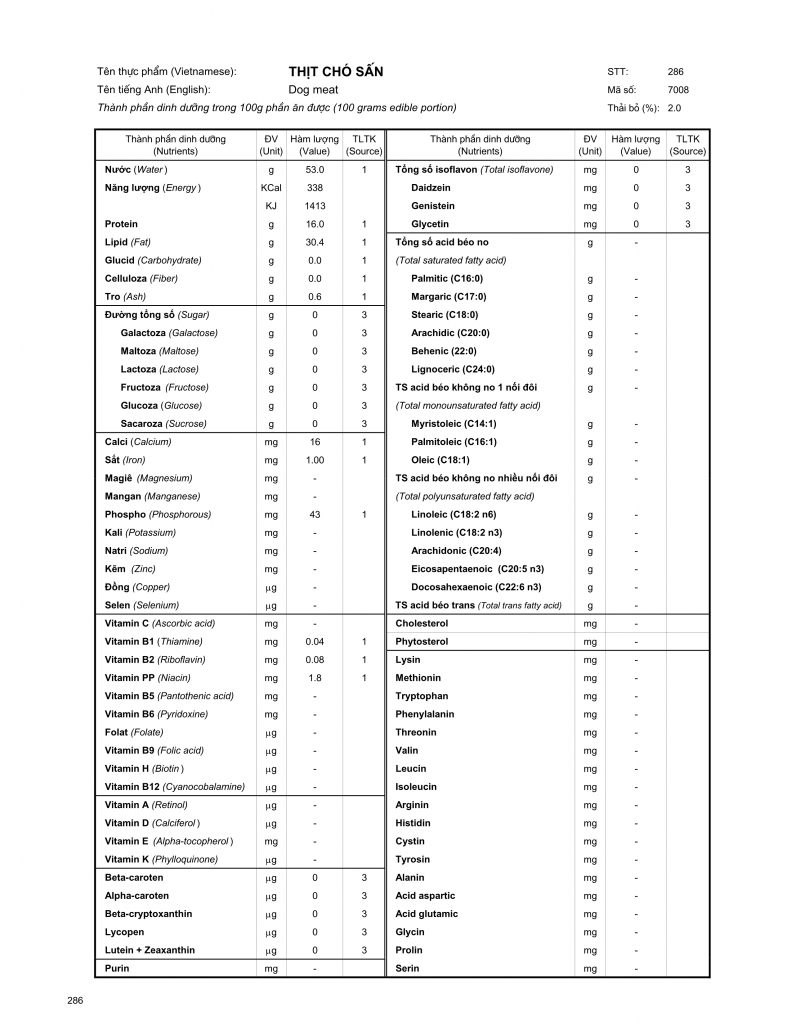 Tên thực phẩm (Vietnamese): THỊT CHÓ SẤN STT: 286
Tên tiếng Anh (English): Dog meat Mã số: 7008
Thành phần dinh dưỡng trong 100g phần ăn được (100 grams edible portion) Thải bỏ (%): 2.0
Thành phần dinh dưỡng ĐV Hàm lượng TLTK Thành phần dinh dưỡng ĐV Hàm lượng TLTK
(Nutrients) (Unit) (Value) (Source) (Nutrients) (Unit) (Value) (Source)
Nước (Water ) g 53.0 1 Tổng số isoflavon (Total isoflavone) mg 0 3
Năng lượng (Energy ) KCal 338 Daidzein mg 0 3
KJ 1413 Genistein mg 0 3
Protein g 16.0 1 Glycetin mg 0 3
Lipid (Fat) g 30.4 1 Tổng số acid béo no g -
Glucid (Carbohydrate) g 0.0 1 (Total saturated fatty acid)
Celluloza (Fiber) g 0.0 1 Palmitic (C16:0) g -
Tro (Ash) g 0.6 1 Margaric (C17:0) g -
Đường tổng số (Sugar) g 0 3 Stearic (C18:0) g -
Galactoza (Galactose) g 0 3 Arachidic (C20:0) g -
Maltoza (Maltose) g 0 3 Behenic (22:0) g -
Lactoza (Lactose) g 0 3 Lignoceric (C24:0) g -
Fructoza (Fructose) g 0 3 TS acid béo không no 1 nối đôi g -
Glucoza (Glucose) g 0 3 (Total monounsaturated fatty acid)
Sacaroza (Sucrose) g 0 3 Myristoleic (C14:1) g -
Calci (Calcium) mg 16 1 Palmitoleic (C16:1) g -
Sắt (Iron) mg 1.00 1 Oleic (C18:1) g -
Magiê (Magnesium) mg - TS acid béo không no nhiều nối đôi g -
Mangan (Manganese) mg - (Total polyunsaturated fatty acid)
Phospho (Phosphorous) mg 43 1 Linoleic (C18:2 n6) g -
Kali (Potassium) mg - Linolenic (C18:2 n3) g -
Natri (Sodium) mg - Arachidonic (C20:4) g -
Kẽm (Zinc) mg - Eicosapentaenoic (C20:5 n3) g -
Đồng (Copper) µg - Docosahexaenoic (C22:6 n3) g -
Selen (Selenium) µg - TS acid béo trans (Total trans fatty acid) g -
Vitamin C (Ascorbic acid) mg - Cholesterol mg -
Vitamin B1 (Thiamine) mg 0.04 1 Phytosterol mg -
Vitamin B2 (Riboflavin) mg 0.08 1 Lysin mg -
Vitamin PP (Niacin) mg 1.8 1 Methionin mg -
Vitamin B5 (Pantothenic acid) mg - Tryptophan mg -
Vitamin B6 (Pyridoxine) mg - Phenylalanin mg -
Folat (Folate) µg - Threonin mg -
Vitamin B9 (Folic acid) µg - Valin mg -
Vitamin H (Biotin ) µg - Leucin mg -
Vitamin B12 (Cyanocobalamine) µg - Isoleucin mg -
Vitamin A (Retinol) µg - Arginin mg -
Vitamin D (Calciferol ) µg - Histidin mg -
Vitamin E (Alpha-tocopherol ) mg - Cystin mg -
Vitamin K (Phylloquinone) µg - Tyrosin mg -
Beta-caroten µg 0 3 Alanin mg -
Alpha-caroten µg 0 3 Acid aspartic mg -
Beta-cryptoxanthin µg 0 3 Acid glutamic mg -
Lycopen µg 0 3 Glycin mg -
Lutein + Zeaxanthin µg 0 3 Prolin mg -
Purin mg - Serin mg -
286